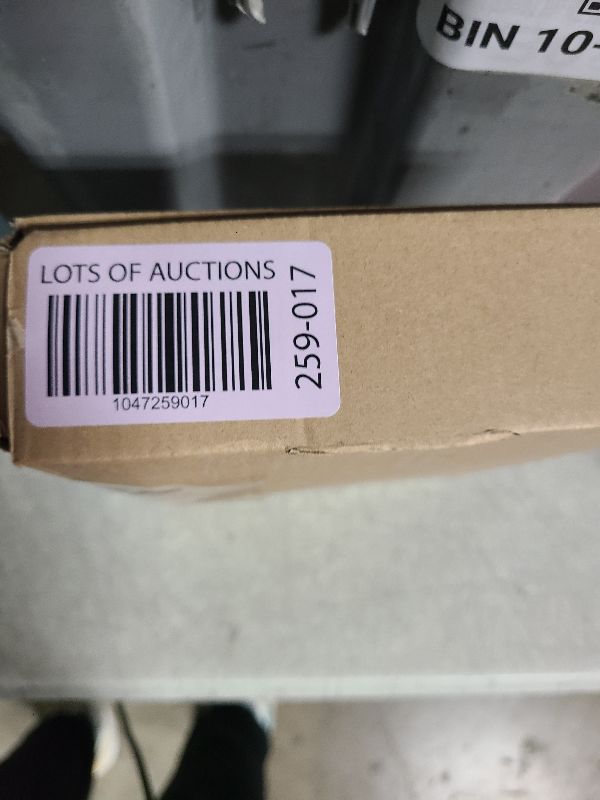 BIN 10-
LOTS OF AUCTIONS
1047259017
259-017